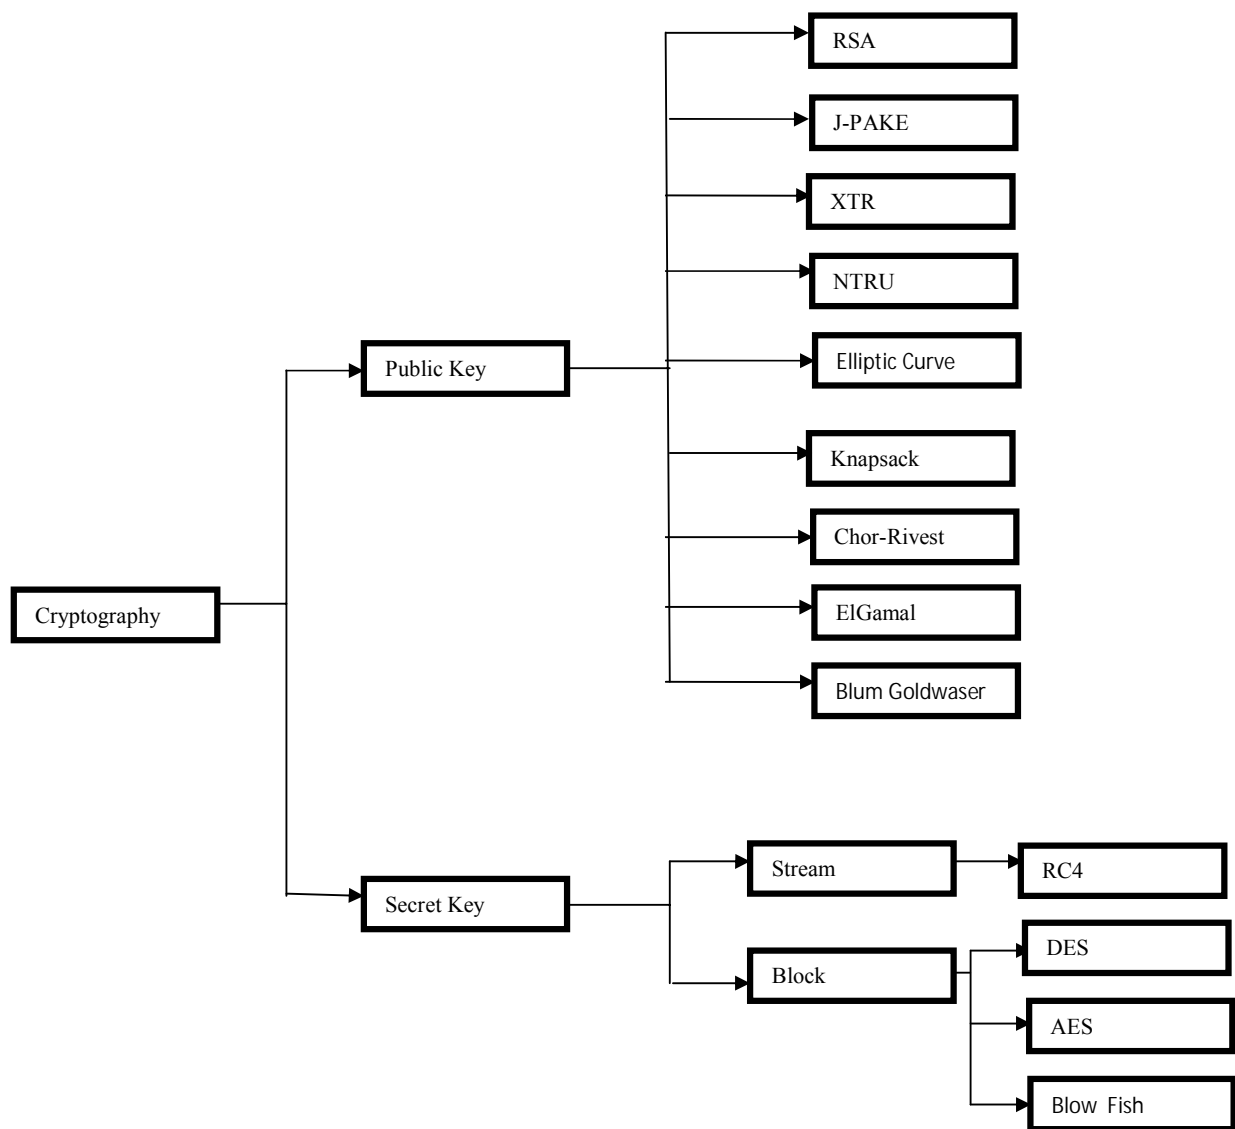 RSA
J-PAKE
XTR
NTRU
Elliptic Curve
Public Key
Knapsack
Chor-Rivest
Cryptography
ElGamal
Blum Goldwaser
Stream
RC4
Secret Key
Block
DES
AES
Blow Fish